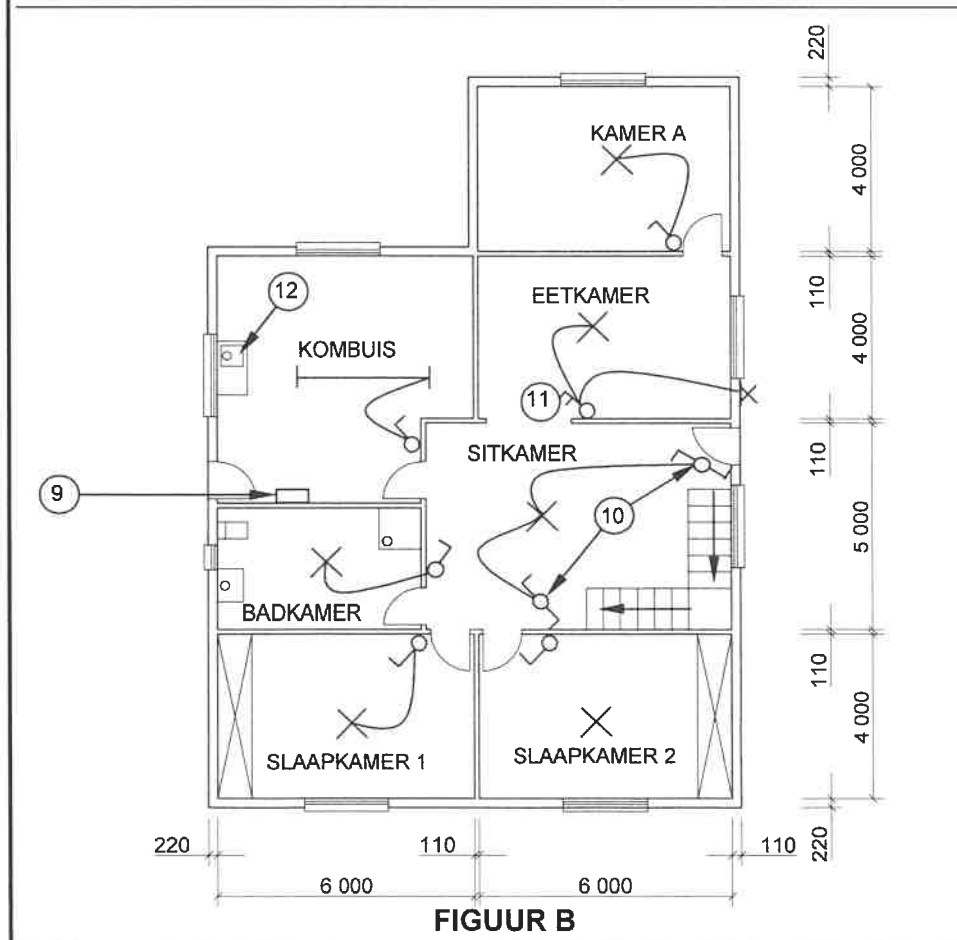 220
KAMER A
4 000
110
EETKAMER
12
KOMBUIS
4 000
11
110
SITKAMER
9
10
5 000
BADKAMER
110
4 000
SLAAPKAMER 1
SLAAPKAMER 2
220
110
110
220
6 000
6 000
FIGUUR B